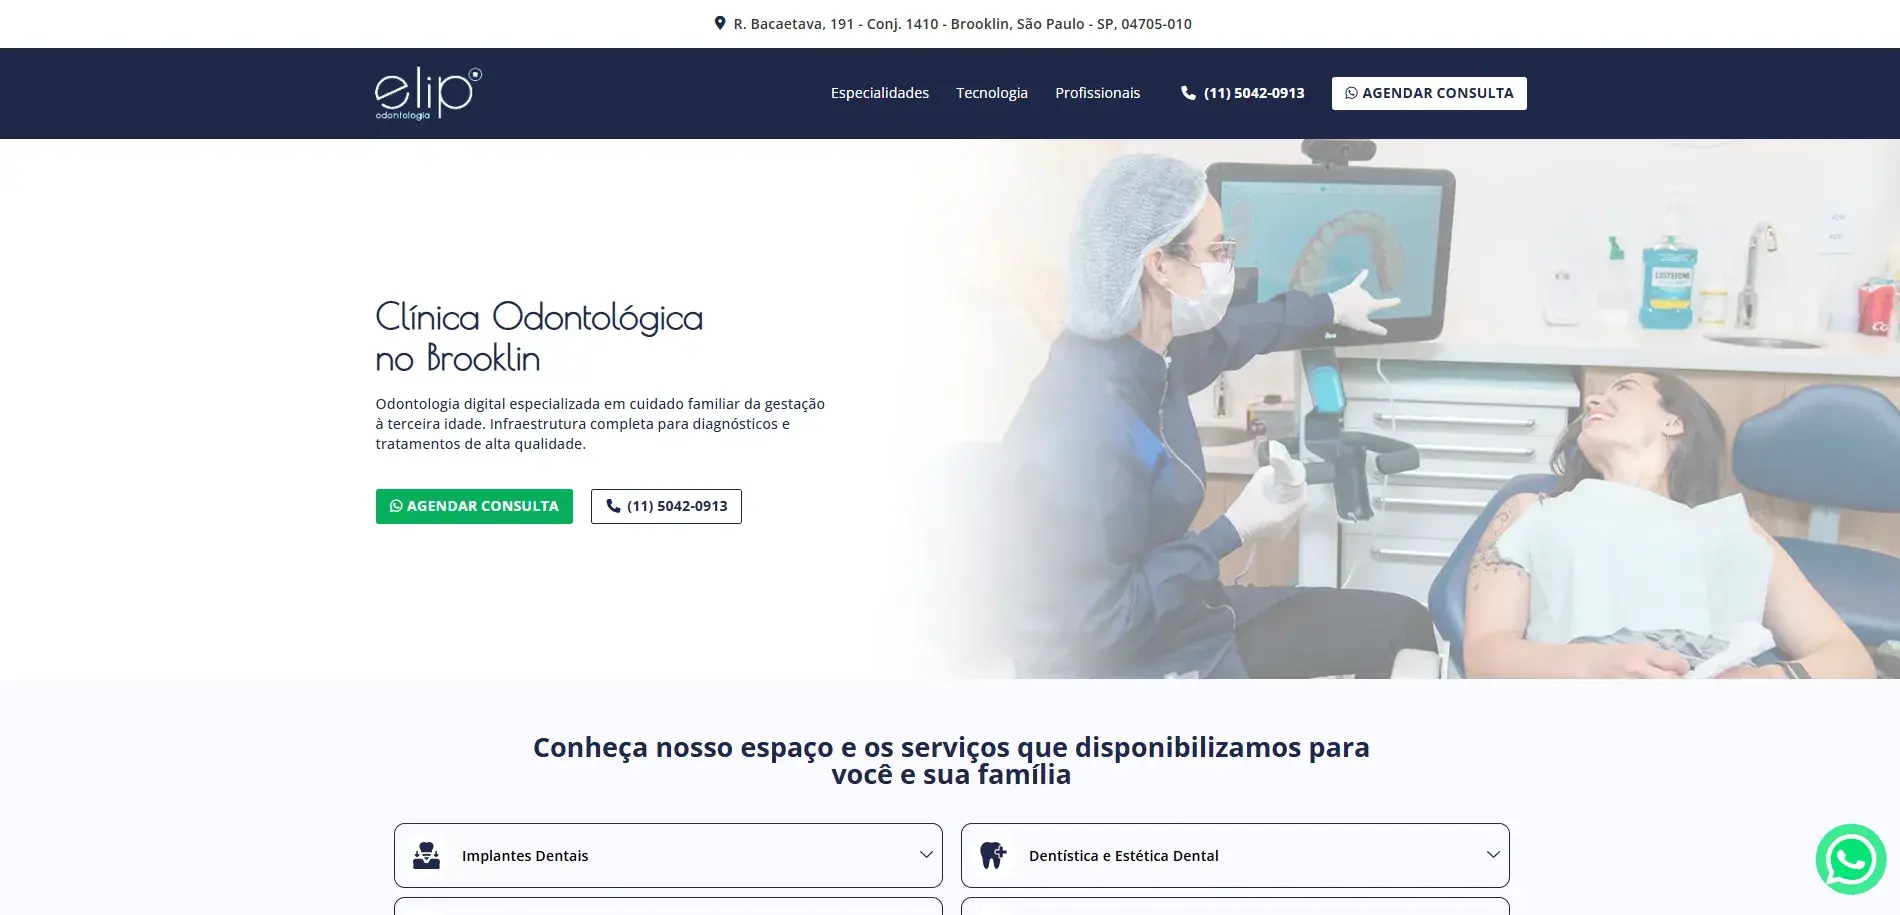 R. Bacaetava, 191 - Conj. 1410 - Brooklin, São Paulo - SP, 04705-010
elip
odontologia
Especialidades
Tecnologia
Profissionais
(11) 5042-0913
AGENDAR CONSULTA
Clínica Odontológica
no Brooklin
Odontologia digital especializada em cuidado familiar da gestação
à terceira idade. Infraestrutura completa para diagnósticos e
tratamentos de alta qualidade.
AGENDAR CONSULTA
(11) 5042-0913
LISTERINE
Conheça nosso espaço e os serviços que disponibilizamos para
você e sua família
Implantes Dentais
Dentística e Estética Dental